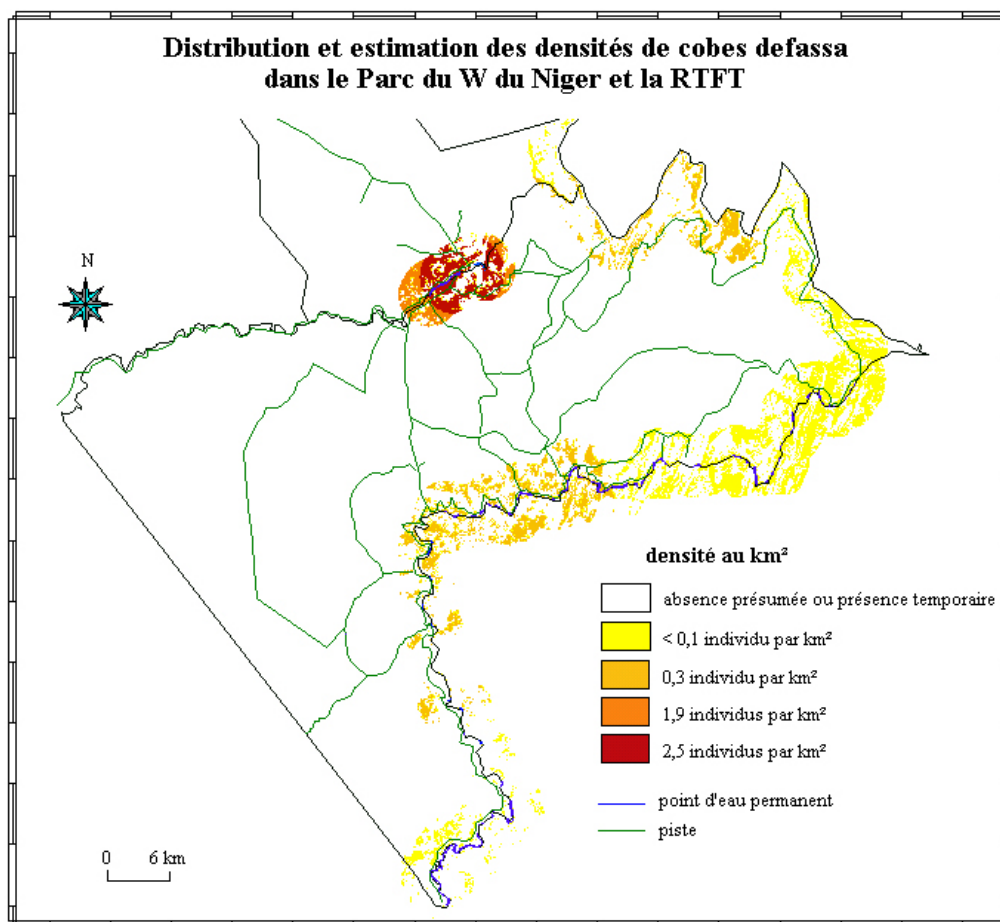 Distribution et estimation des densités de cobes defassa
dans le Parc du W du Niger et la RTFT
N
densité au km²
absence présumée ou présence temporaire
< 0,1 individu par km²
0,3 individu par km²
1,9 individus par km²
2,5 individus par km²
point d'eau permanent
piste
0 6 km